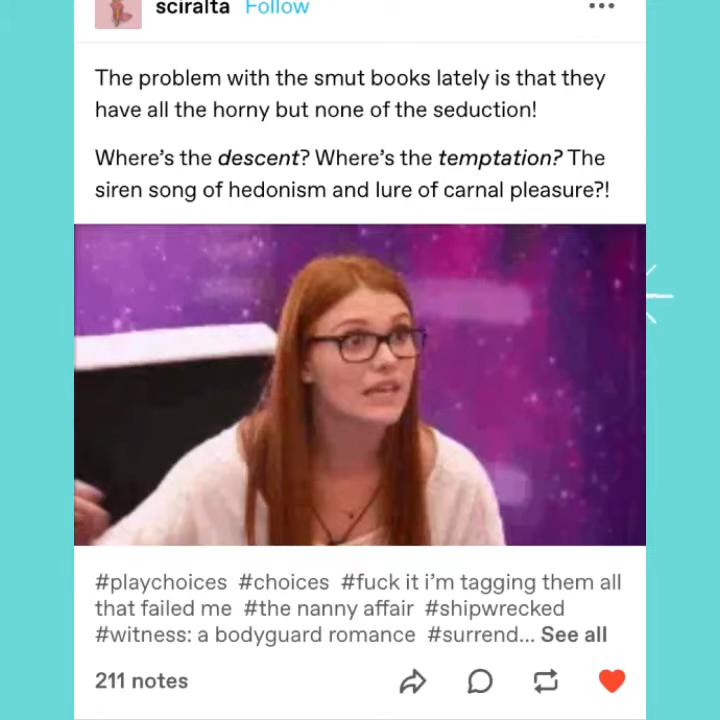 sciralta Follow
The problem with the smut books lately is that they
have all the horny but none of the seduction!
Where's the descent? Where's the temptation? The
siren song of hedonism and lure of carnal pleasure?!
#playchoices #choices #fuck it i'm tagging them all
that failed me #the nanny affair #shipwrecked
#witness: a bodyguard romance #surrend... See all
211 notes